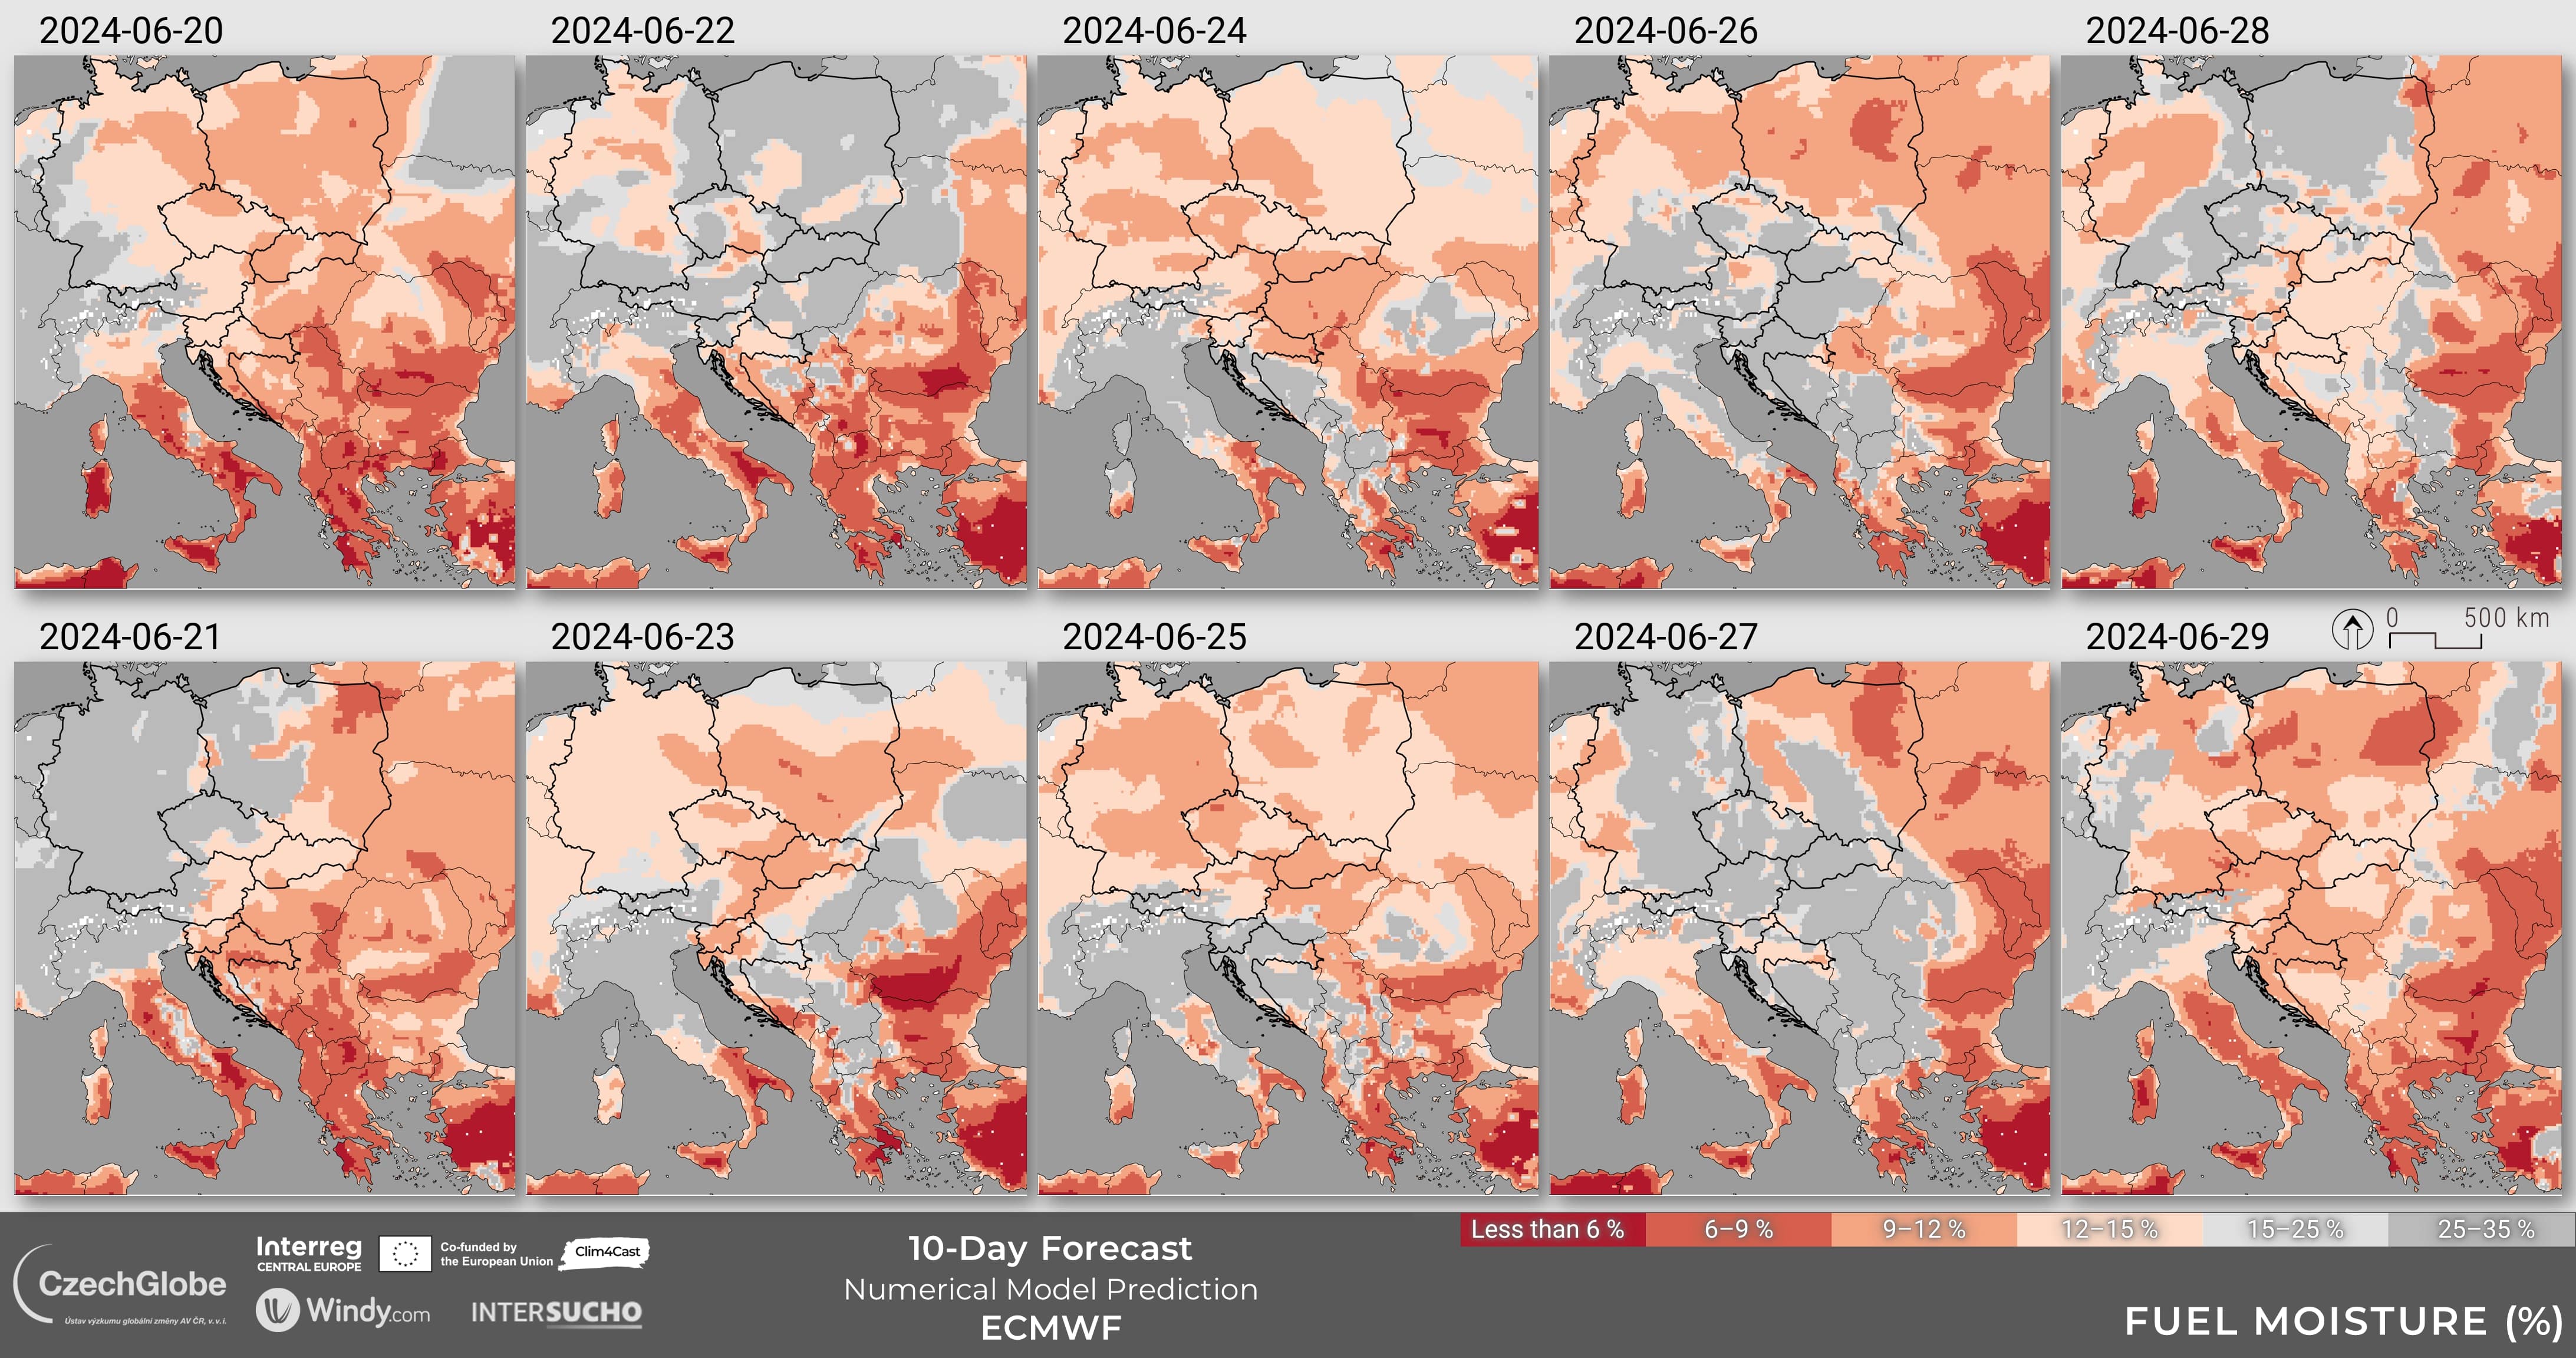 2024-06-20
2024-06-22
2024-06-24
2024-06-26
2024-06-28
0 500 km
2024-06-21
2024-06-23
2024-06-25
2024-06-27
2024-06-29
Less than 6 %
6–9 %
9–12 %
12–15 %
15–25 %
25–35 %
CzechGlobe
Ústav výzkumu globální změny AV ČR, v. v. i.
Interreg
CENTRAL EUROPE
Co-funded by
the European Union
Clim4Cast
Windy.com
INTERSUCHO
10-Day Forecast
Numerical Model Prediction
ECMWF
FUEL MOISTURE (%)